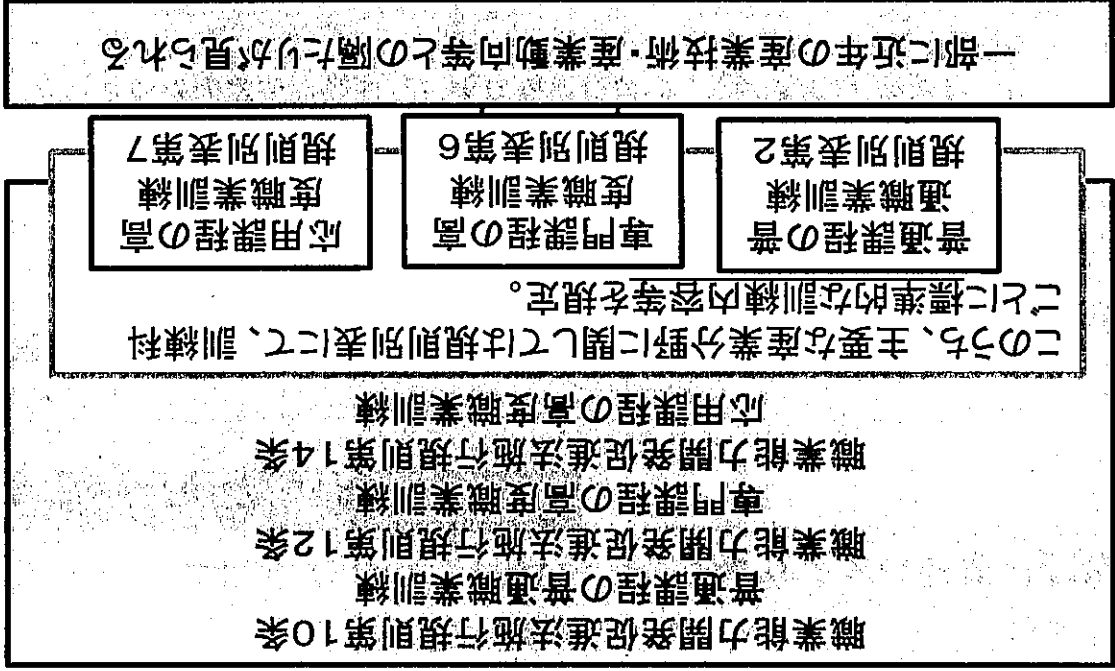 職業能力開発促進法施行規則第10条
普通課程の普通職業訓練
職業能力開発促進法施行規則第12条
専門課程の高度職業訓練
職業能力開発促進法施行規則第14条
応用課程の高度職業訓練
このうち、主要な産業分野に関しては規則別表にて、訓練科
ごとに標準的な訓練内容等を規定。
普通課程の普
通職業訓練
規則別表第2
専門課程の高
度職業訓練
規則別表第6
応用課程の高
度職業訓練
規則別表第7
一部に近年の産業技術・産業動向等との隔たりが見られる